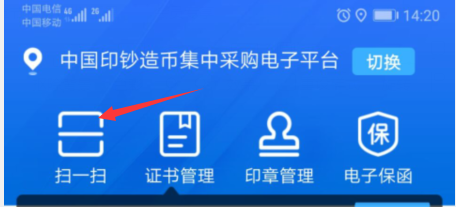 中国电信 4G 2G
中国移动
14:20
中国印钞造币集中采购电子平台 切换
保
扫一扫 证书管理 印章管理 电子保函